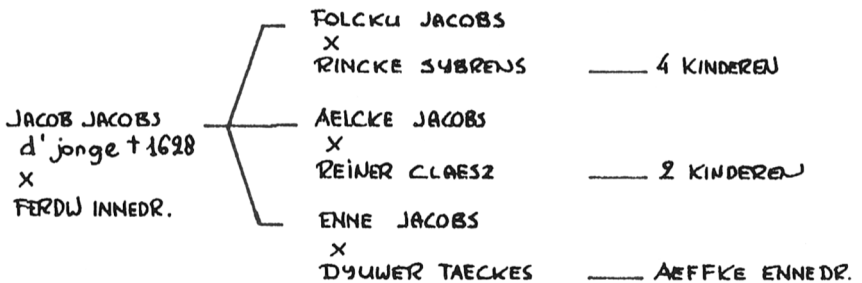 JACOB JACOBS
d' jonge † 1628
×
FERDW INNEDR.
FOLCKU JACOBS
×
RINCKE SYBRENS 4 KINDEREN
AELCKE JACOBS
×
REINER CLAESZ 2 KINDEREN
ENNE JACOBS
×
DYUWER TAECKES AEFFKE ENNEDR.